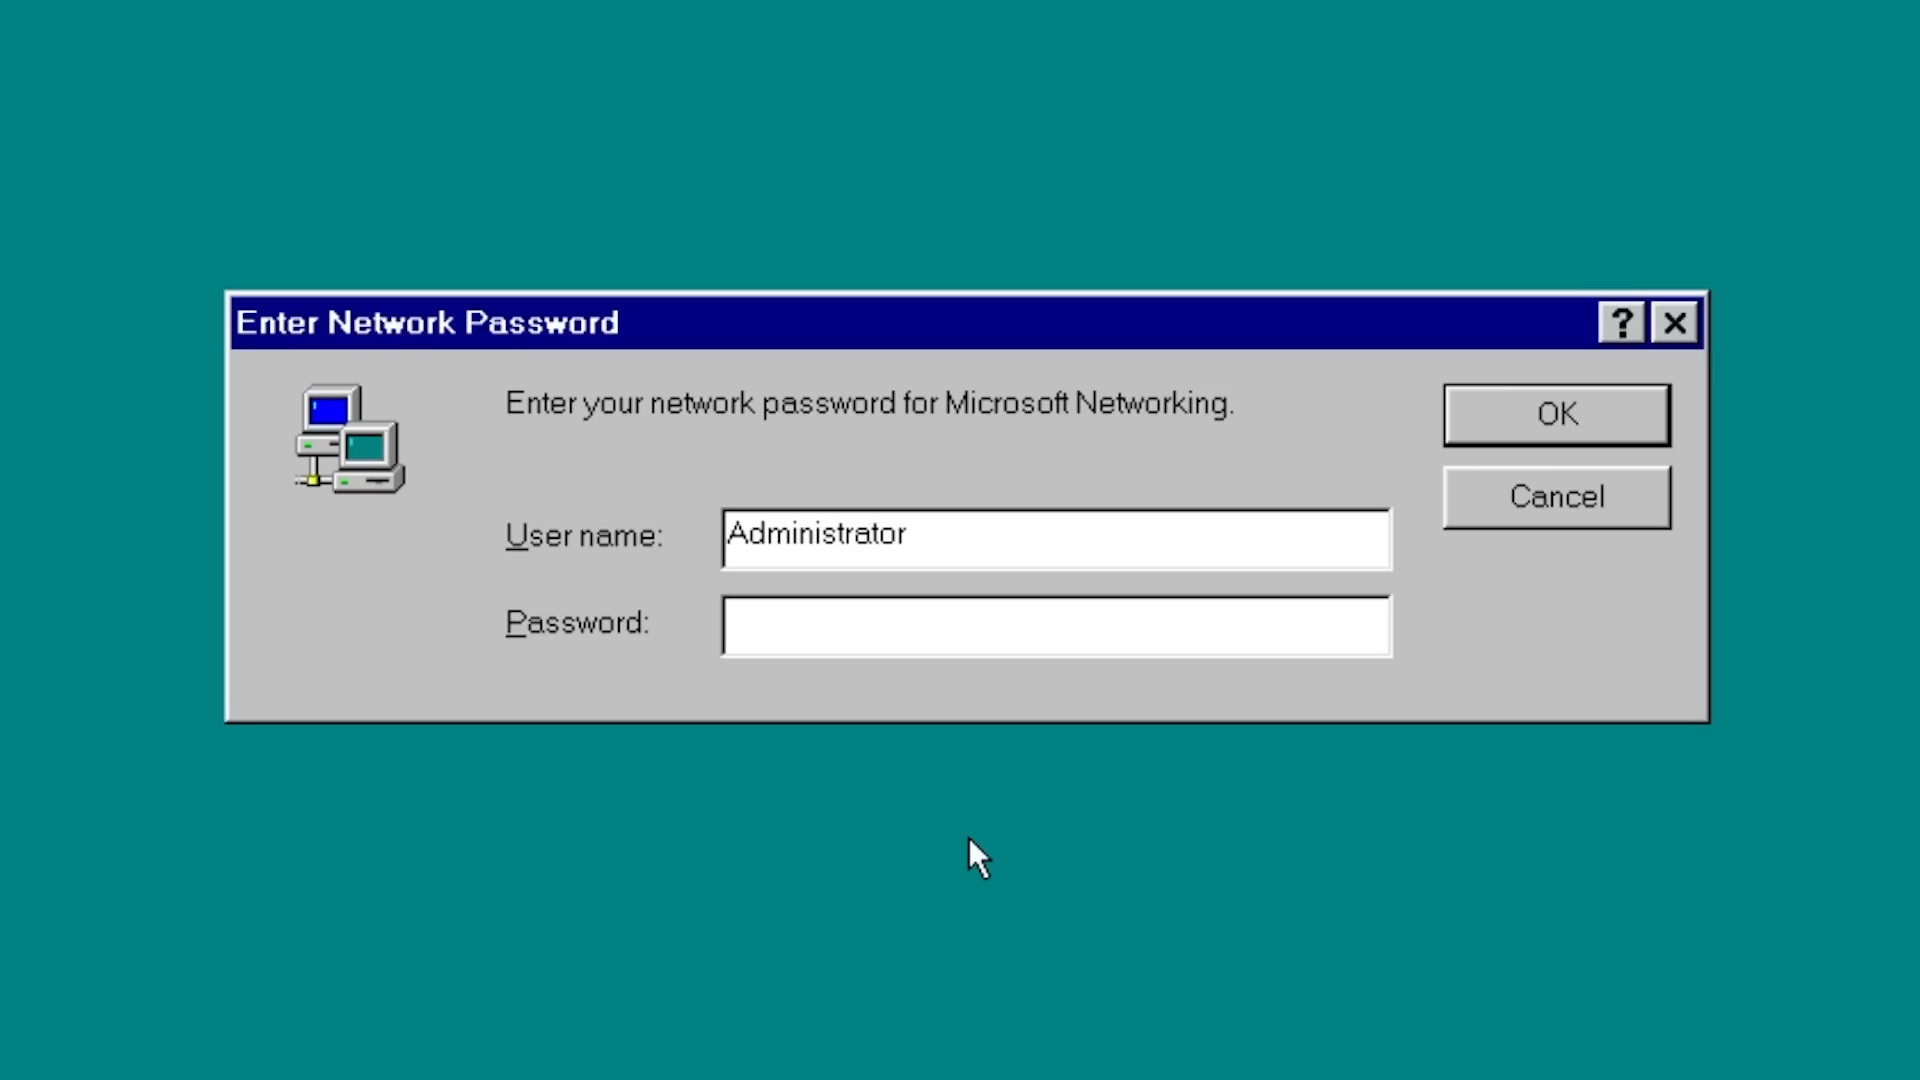 Enter Network Password ?
Enter your network password for Microsoft Networking.
OK
Cancel
User name: Administrator
Password: